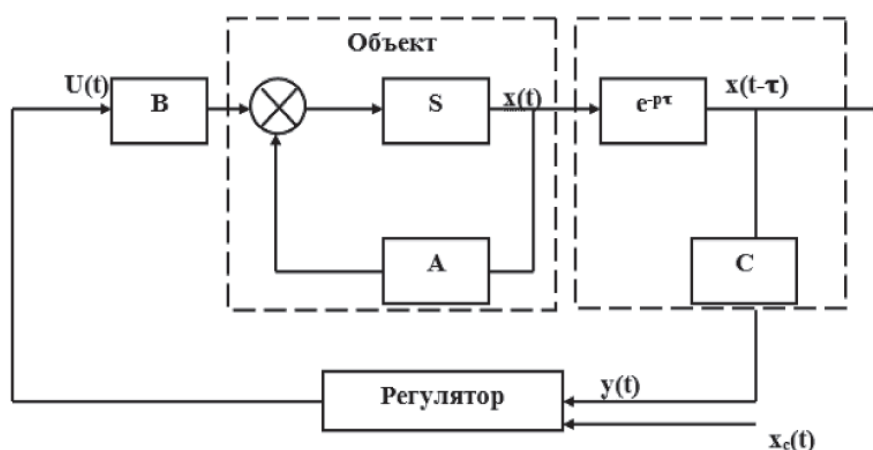 Объект
U(t)
B
S
x(t)
e-pτ
x(t-τ)
A
C
Регулятор
y(t)
xc(t)